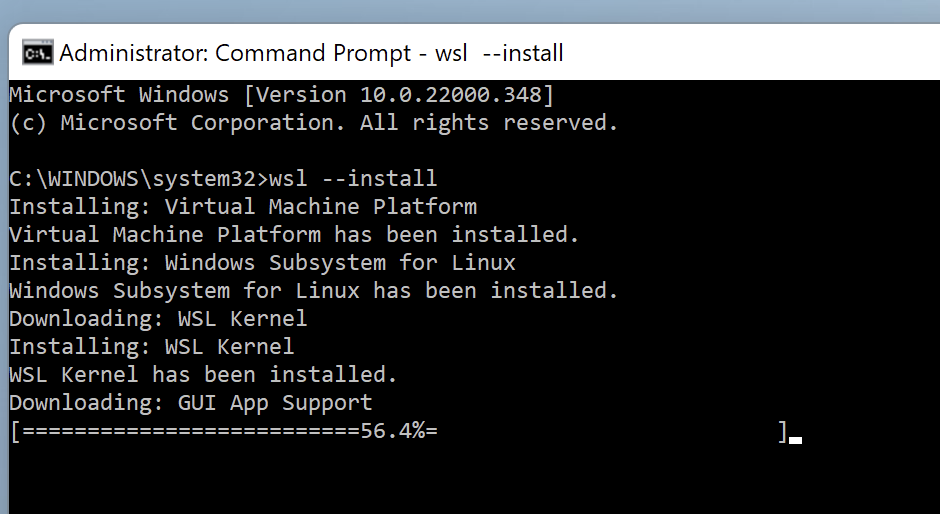 Administrator: Command Prompt - wsl  --install
Microsoft Windows [Version 10.0.22000.348]
(c) Microsoft Corporation. All rights reserved.
C:\WINDOWS\system32>wsl --install
Installing: Virtual Machine Platform
Virtual Machine Platform has been installed.
Installing: Windows Subsystem for Linux
Windows Subsystem for Linux has been installed.
Downloading: WSL Kernel
Installing: WSL Kernel
WSL Kernel has been installed.
Downloading: GUI App Support
[==========================56.4%=                          ]